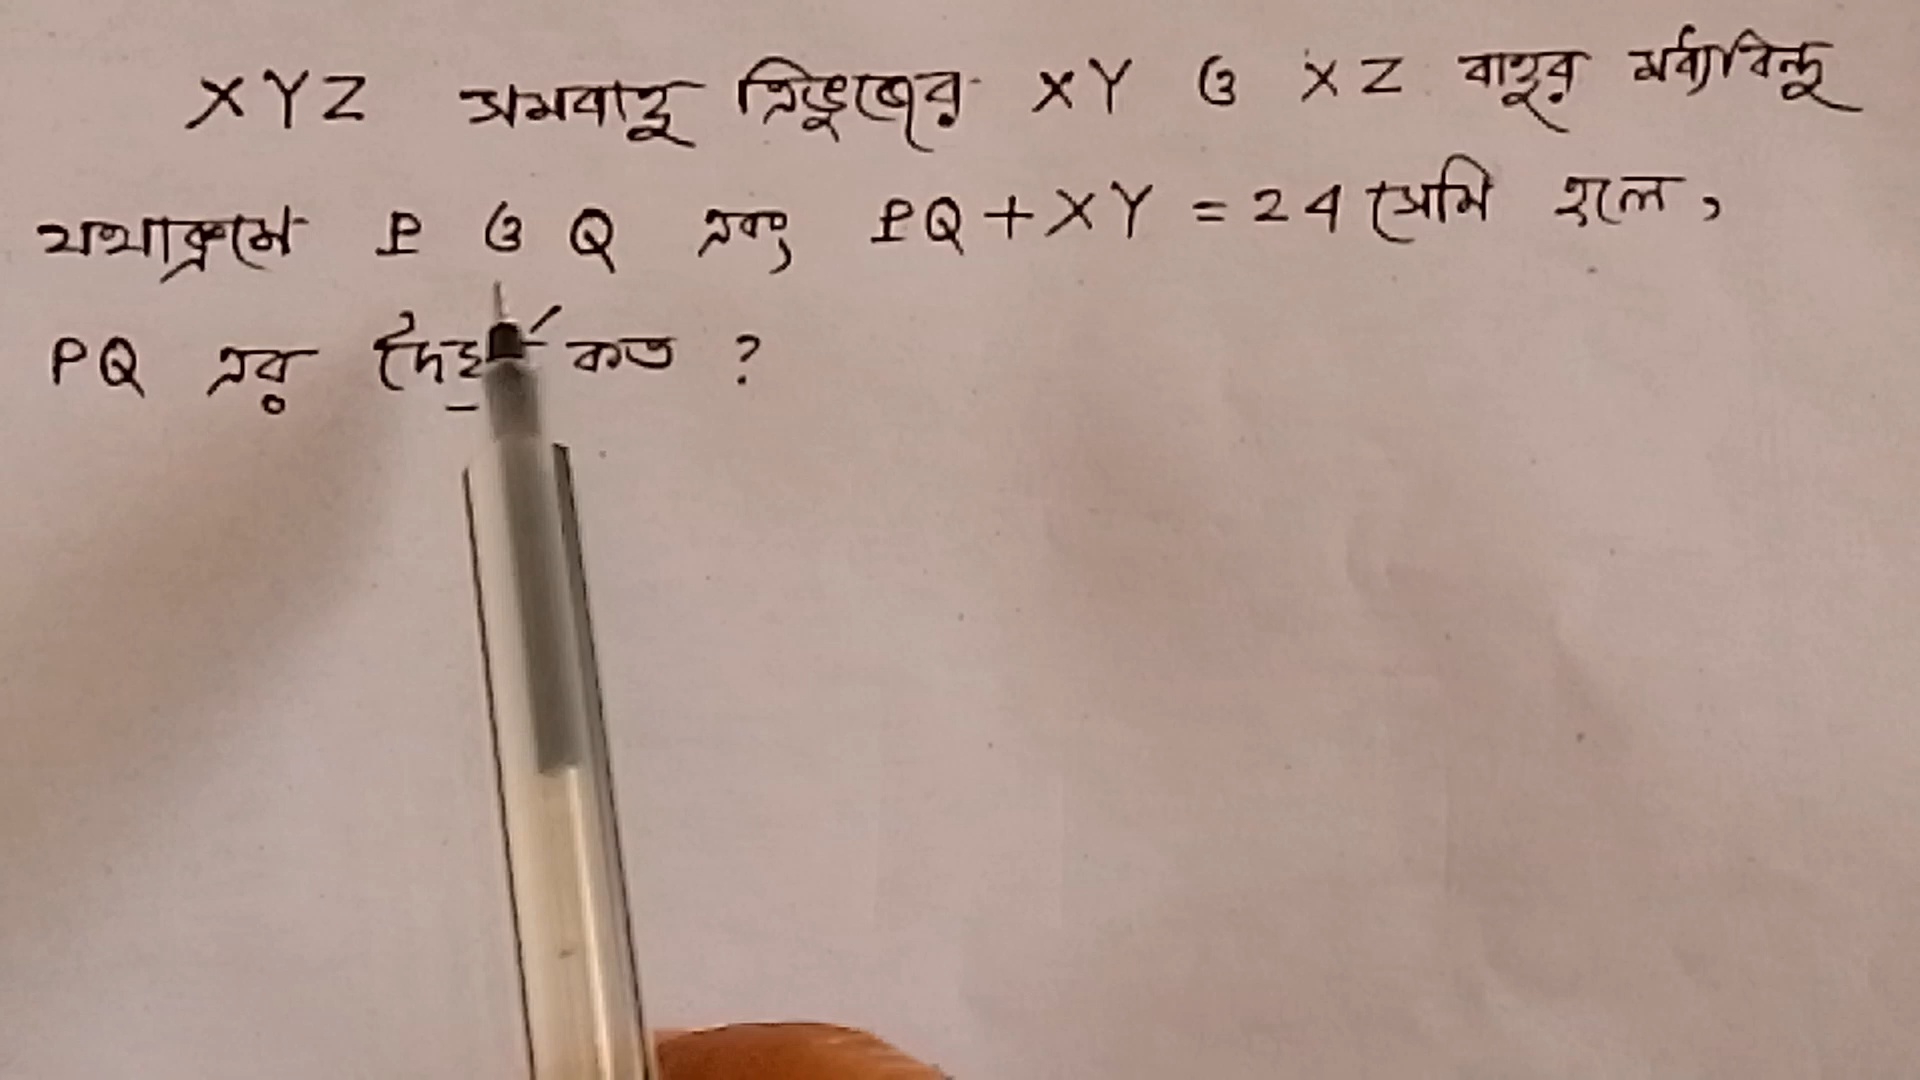 XYZ সমবাহু ত্রিভুজের XY ও XZ বাহুর মধ্যবিন্দু
যথাক্রমে P ও Q এবং PQ+XY = 24 সেমি হলে,
PQ এর দৈর্ঘ্য কত ?